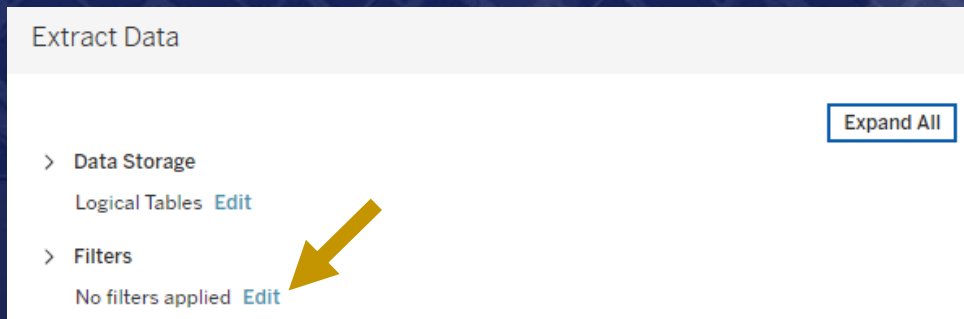 Extract Data
Expand All
Data Storage
Logical Tables Edit
Filters
No filters applied Edit